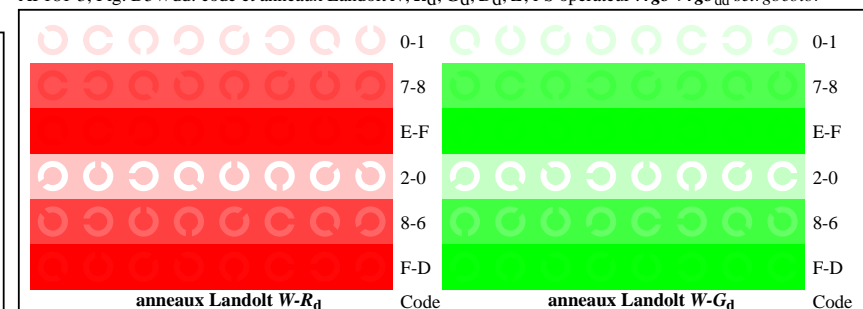 0-1 0-1
7-8 7-8
E-F E-F
2-0 2-0
8-6 8-6
F-D F-D
anneaux Landolt W-Rd Code anneaux Landolt W-Gd Code